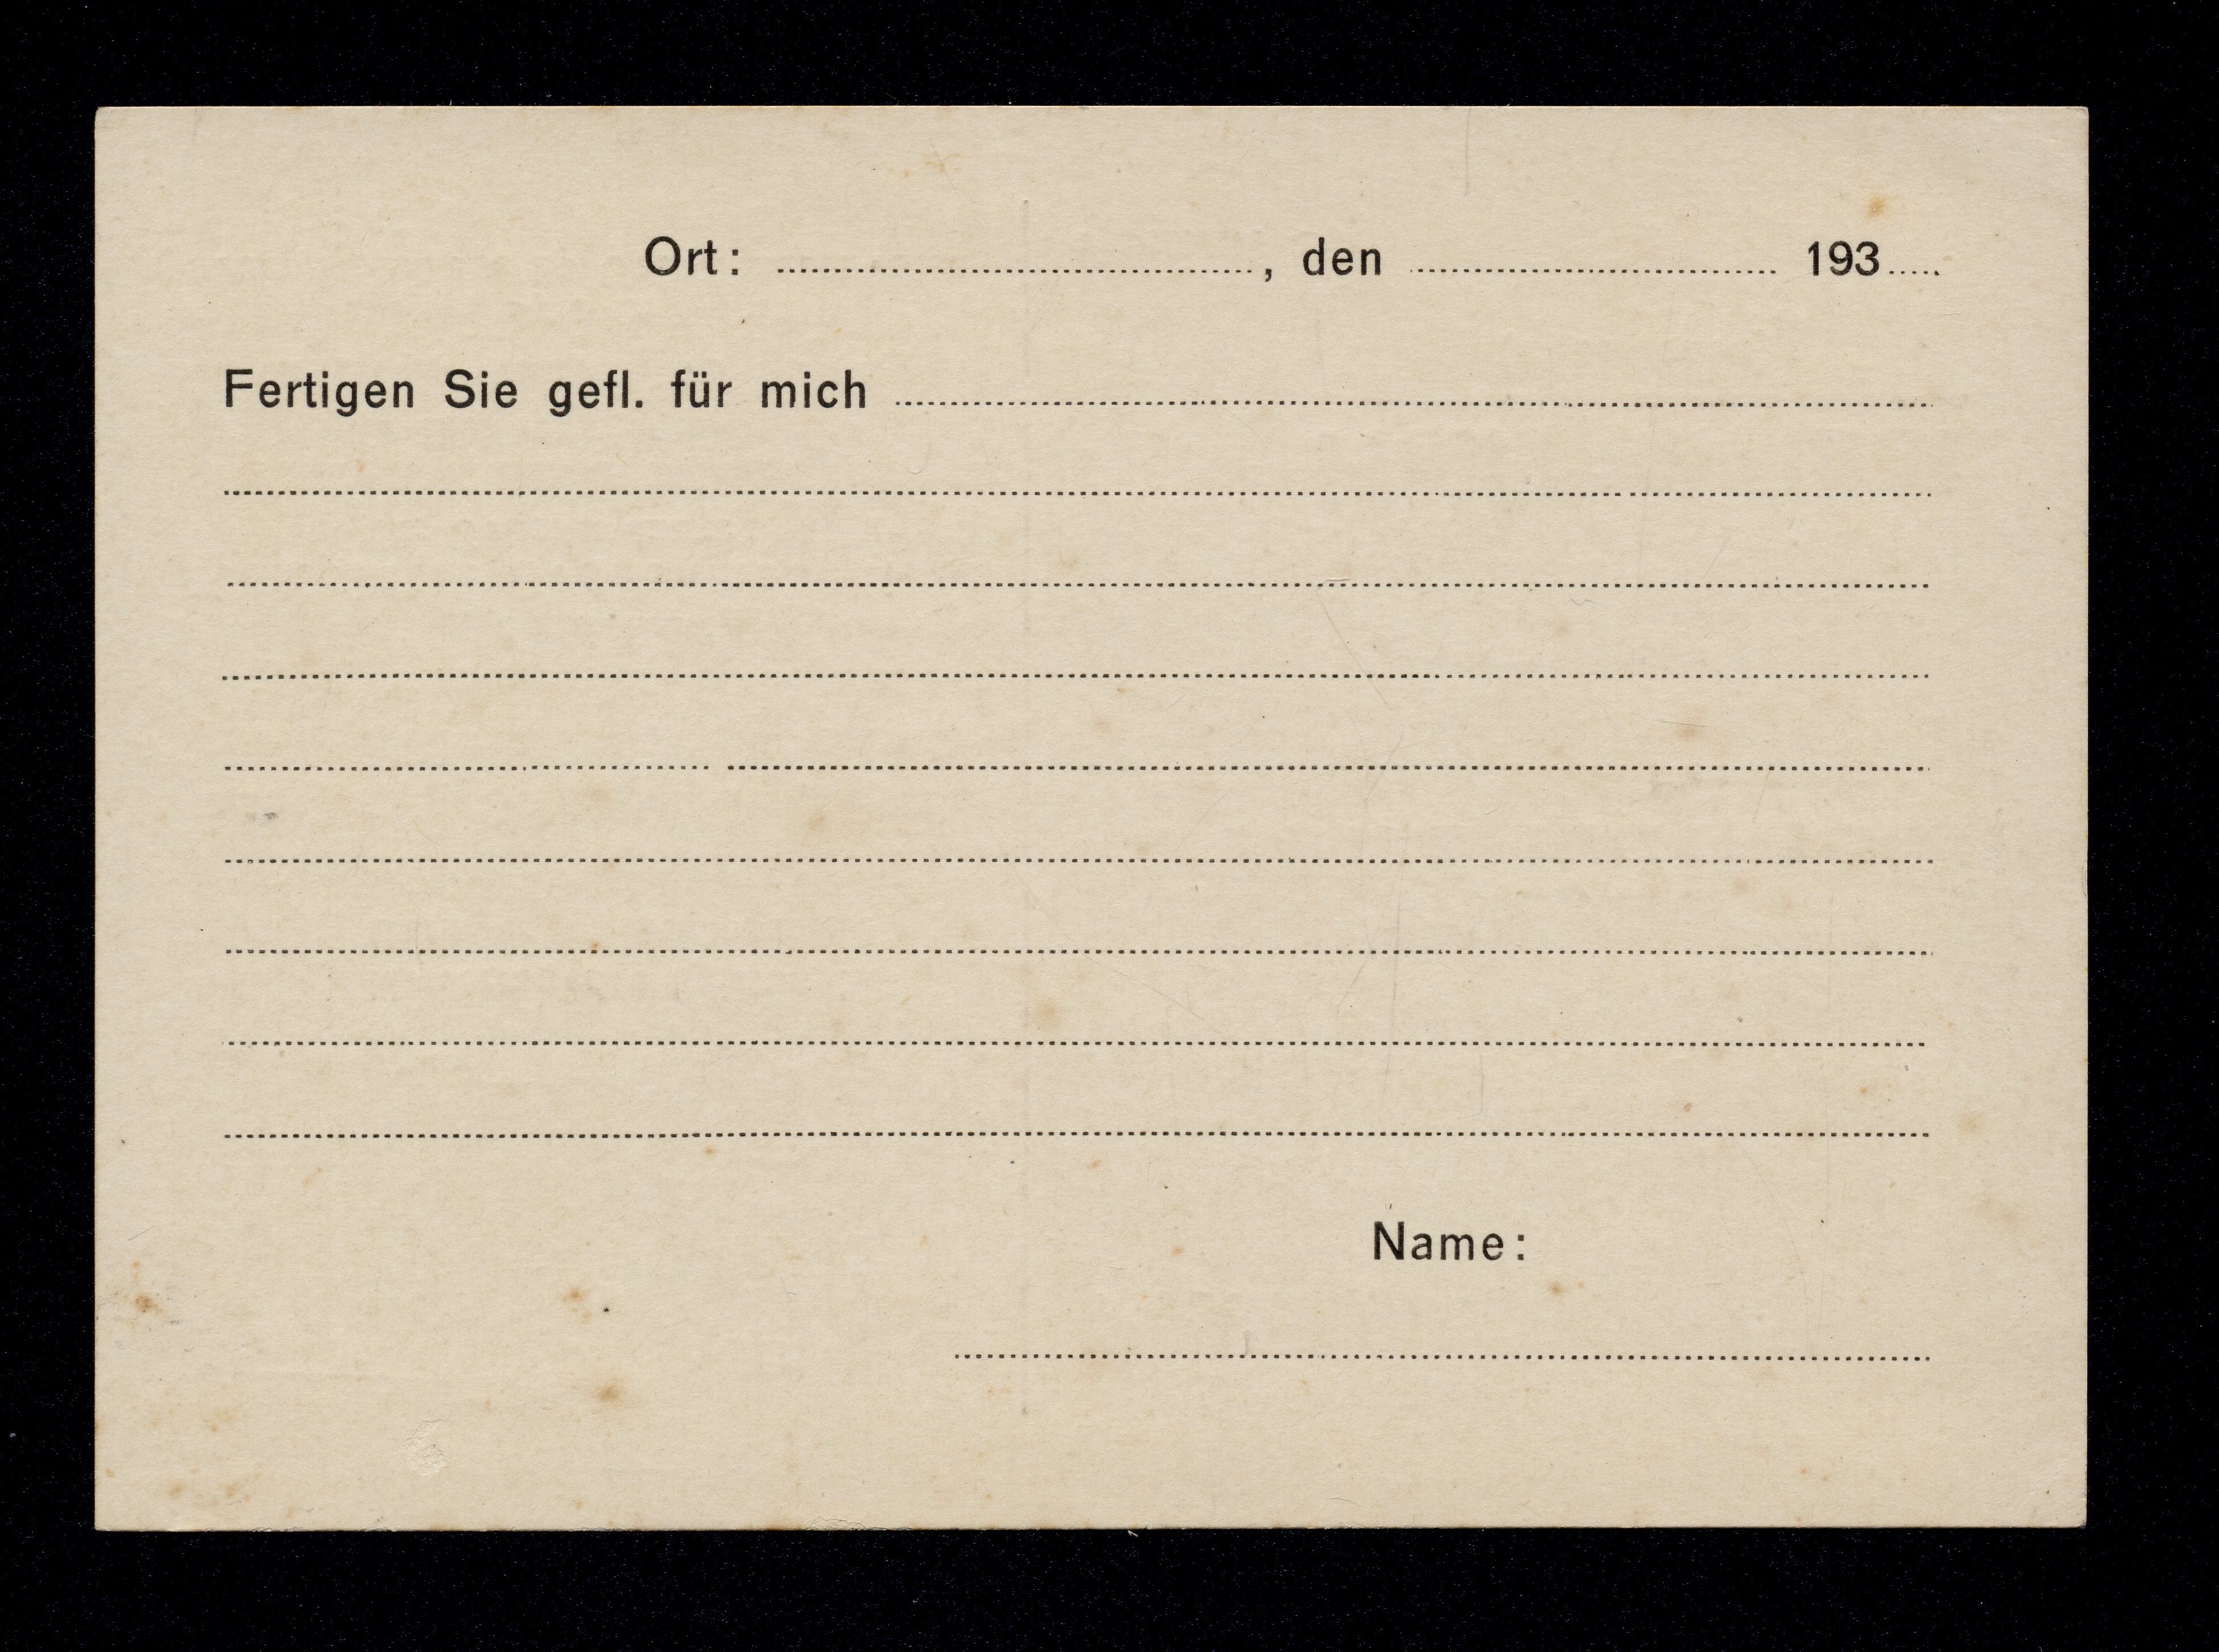 Ort: ................................, den ........................ 193....
Fertigen Sie gefl. für mich ................................
Name: